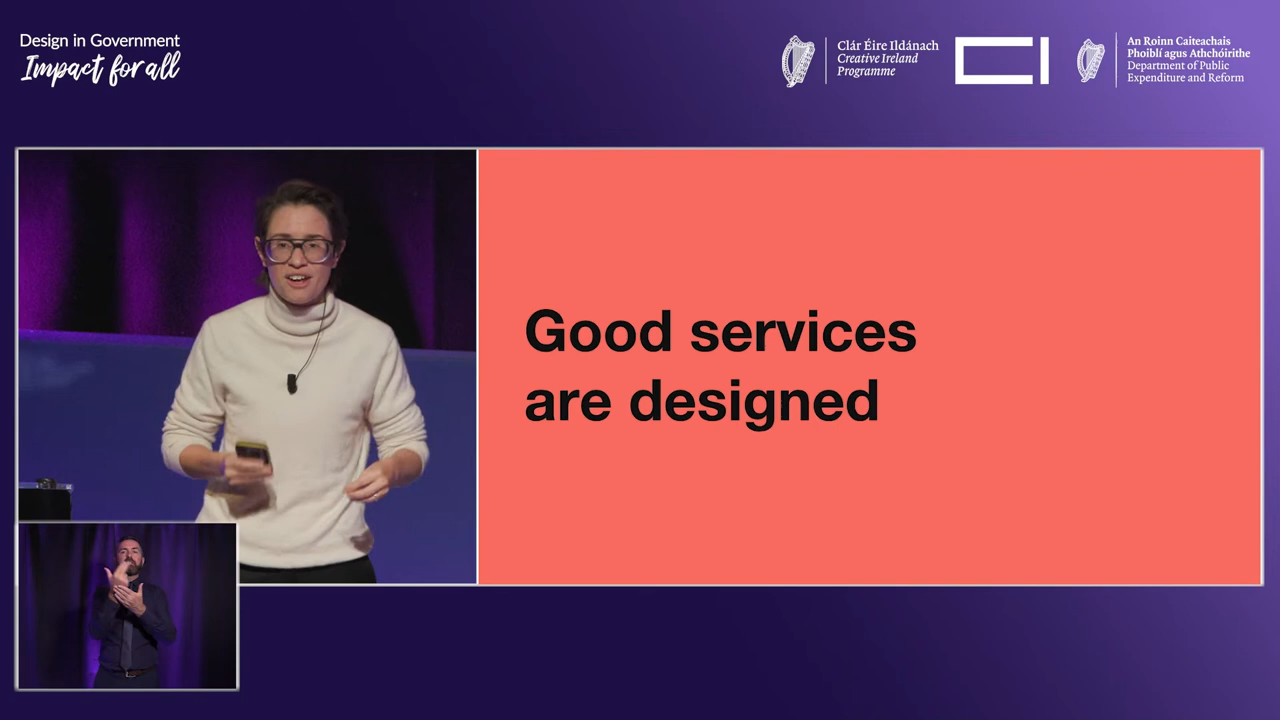 Design in Government
Impact for all
Clár Éire Ildánach
Creative Ireland
Programme
CI
An Roinn Caiteachais
Phoiblí agus Athchóirithe
Department of Public
Expenditure and Reform
Good services
are designed